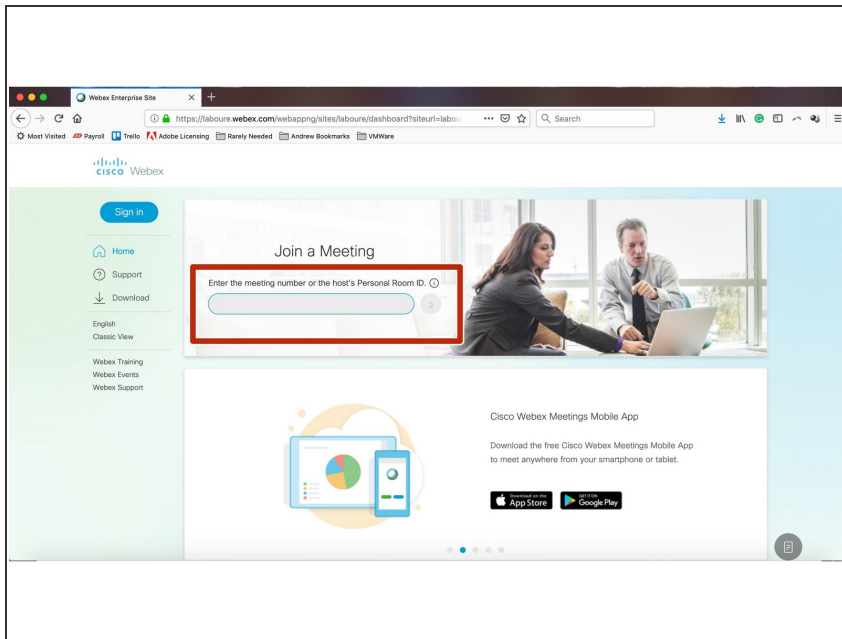 Webex Enterprise Site
https://laboure.webex.com/webappng/sites/laboure/dashboard?siteurl=labou
Search
Most Visited Payroll Trello Adobe Licensing Rarely Needed Andrew Bookmarks VMWare
CISCO Webex
Sign in
Home
Support
Download
English
Classic View
Webex Training
Webex Events
Webex Support
Join a Meeting
Enter the meeting number or the host's Personal Room ID.
Cisco Webex Meetings Mobile App
Download the free Cisco Webex Meetings Mobile App
to meet anywhere from your smartphone or tablet.
Download on the
App Store
GET IT ON
Google Play